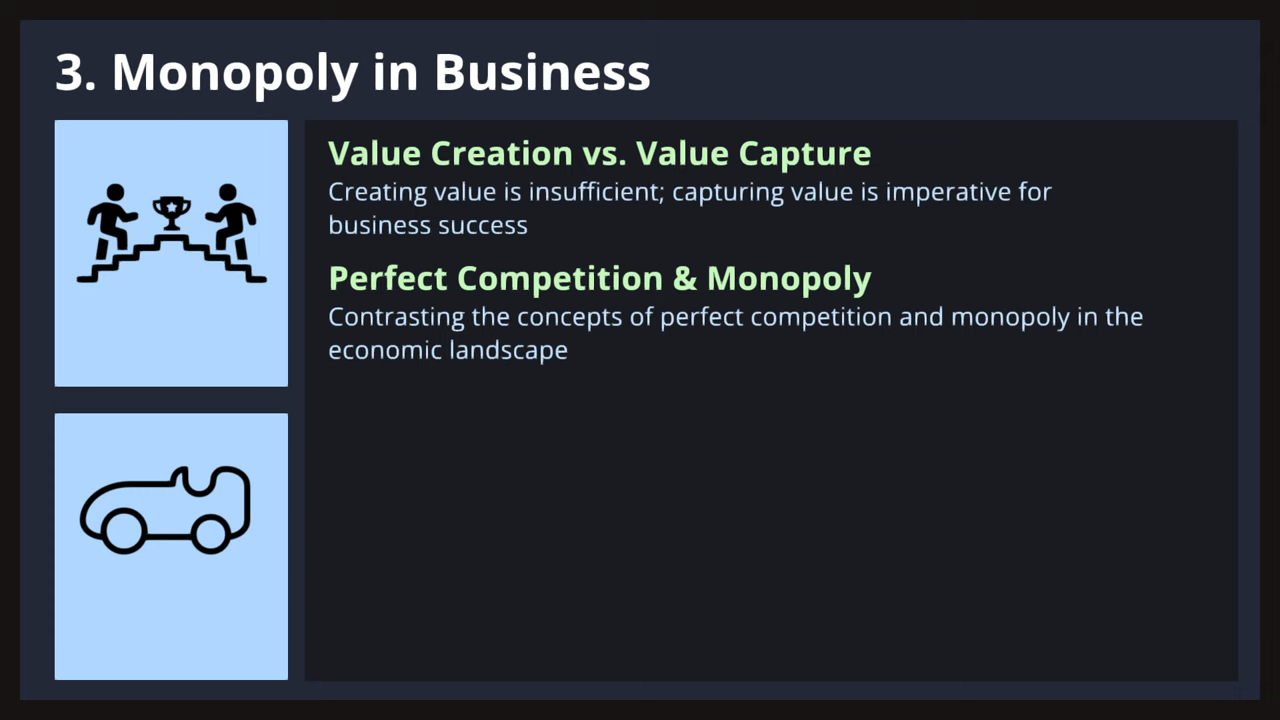 3. Monopoly in Business
Value Creation vs. Value Capture
Creating value is insufficient; capturing value is imperative for
business success
Perfect Competition & Monopoly
Contrasting the concepts of perfect competition and monopoly in the
economic landscape